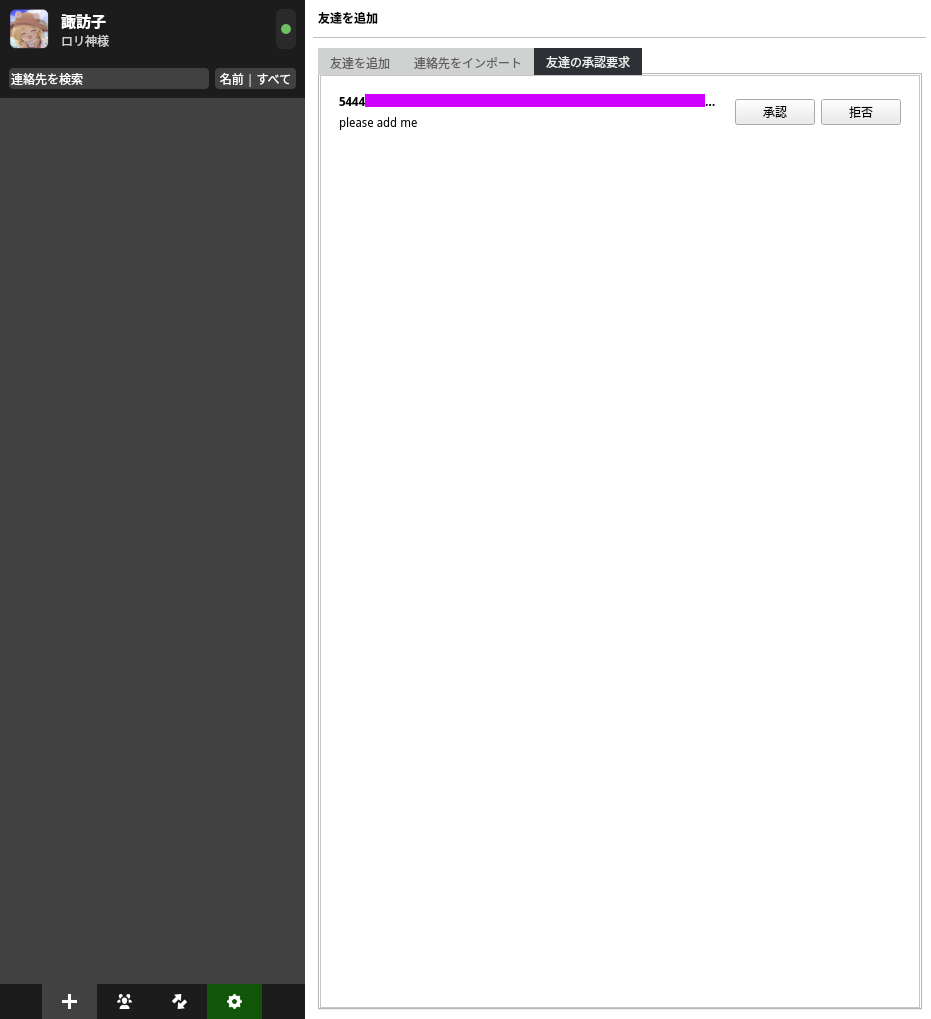 諏訪子
ロリ神様
連絡先を検索
名前 | すべて
友達を追加
友達を追加 連絡先をインポート 友達の承認要求
5444...
please add me
承認 拒否